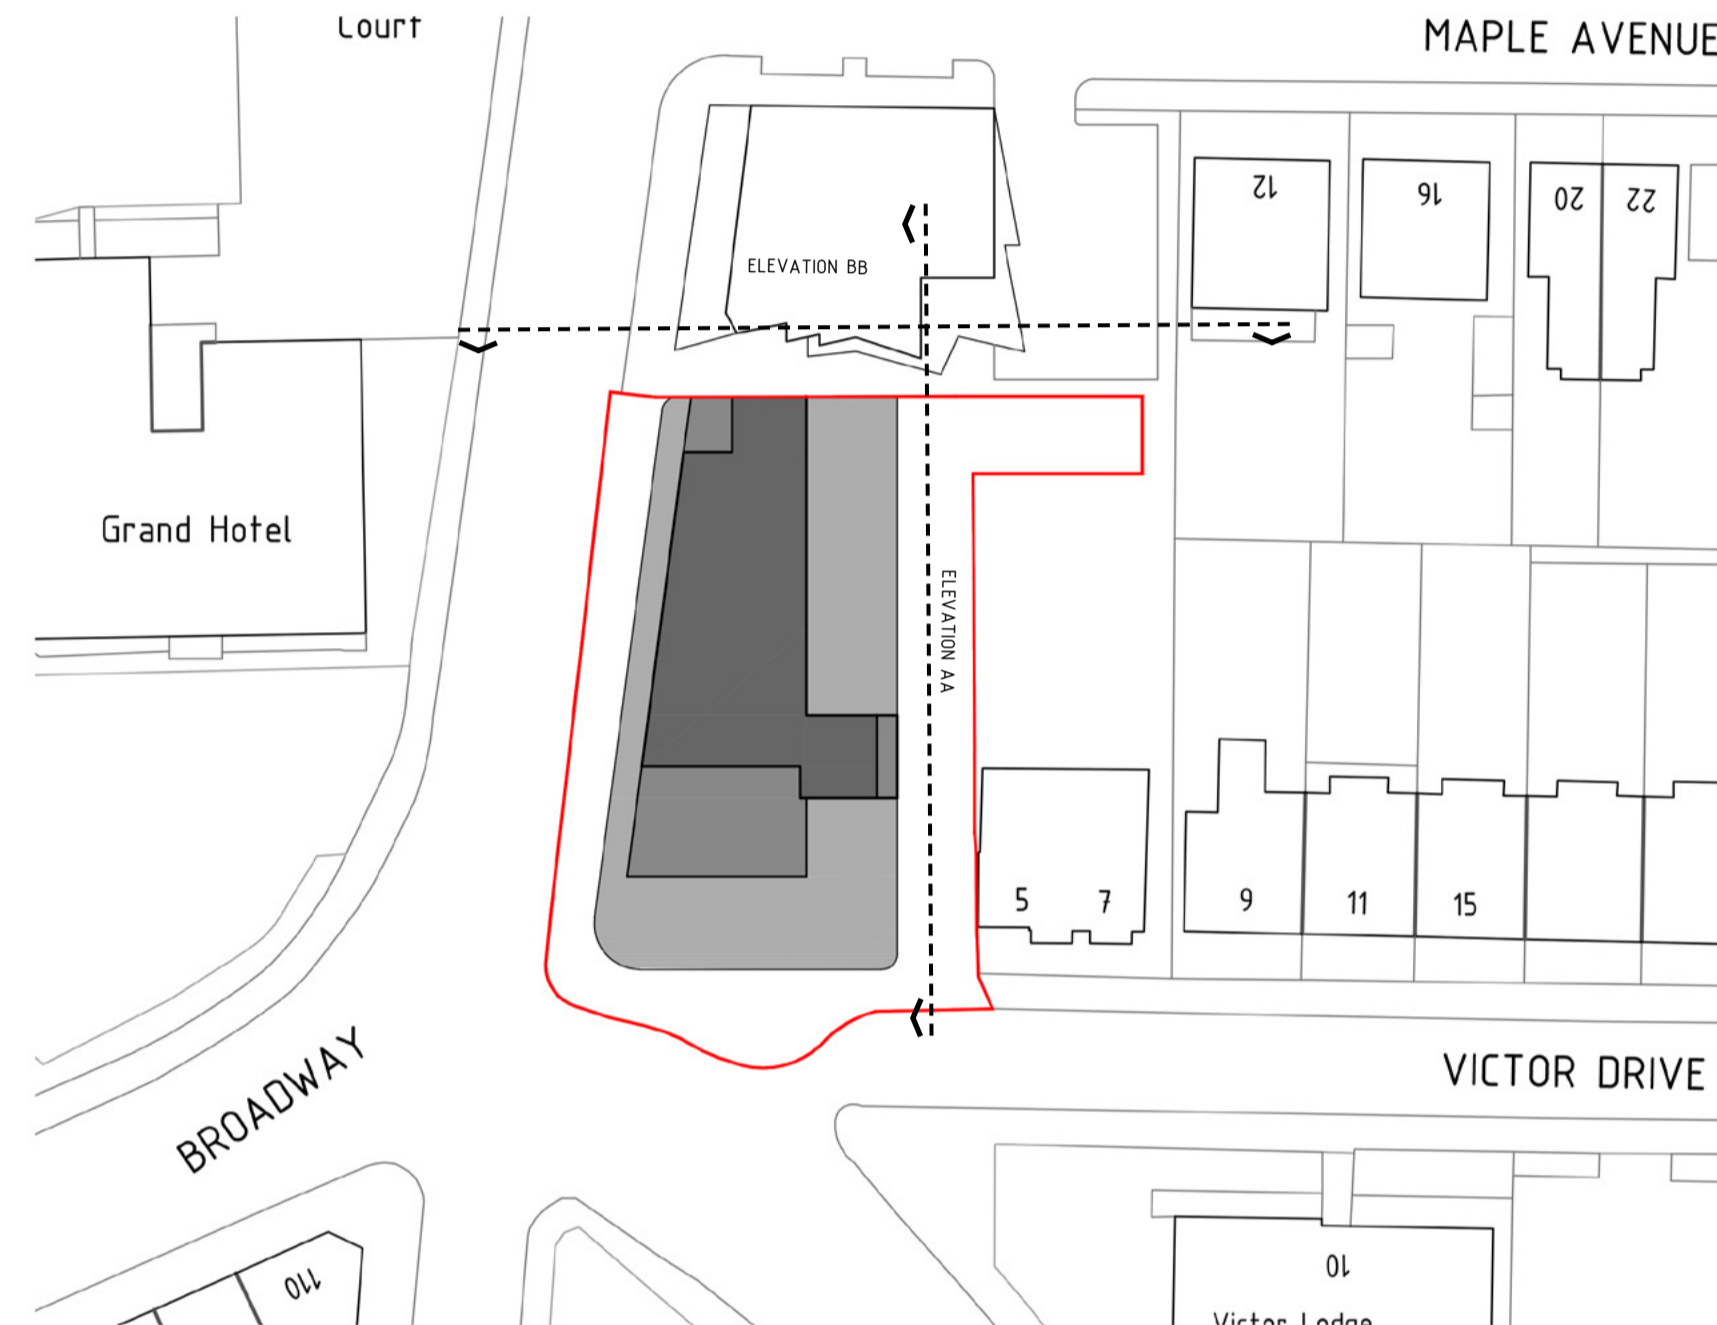 Court
MAPLE AVENUE
12
16
20
22
ELEVATION BB
Grand Hotel
ELEVATION AA
5
7
9
11
15
BROADWAY
VICTOR DRIVE
110
10
Victor Lodge